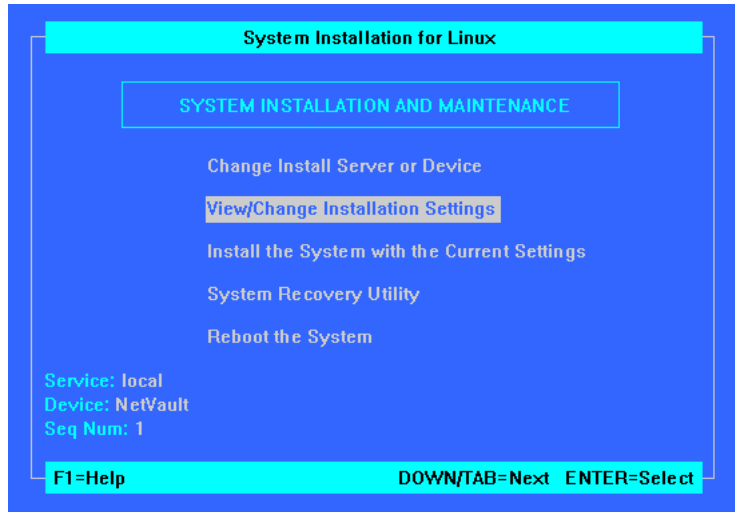 System Installation for Linux
SYSTEM INSTALLATION AND MAINTENANCE
Change Install Server or Device
View/Change Installation Settings
Install the System with the Current Settings
System Recovery Utility
Reboot the System
Service: local
Device: NetVault
Seq Num: 1
F1=Help DOWN/TAB=Next ENTER=Select